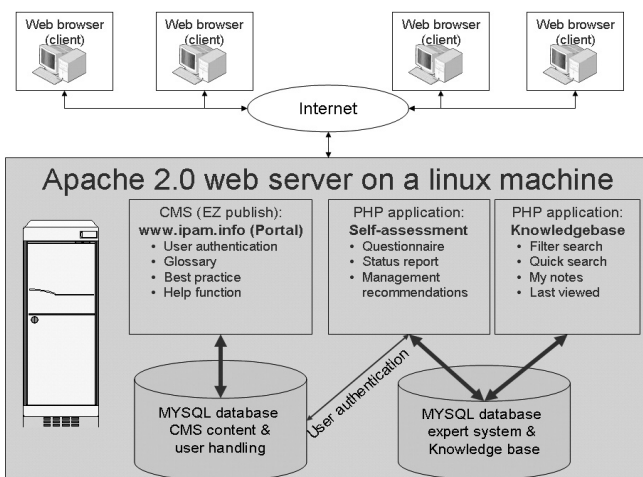 Web browser
(client)
Web browser
(client)
Web browser
(client)
Web browser
(client)
Internet
Apache 2.0 web server on a linux machine
CMS (EZ publish):
www.ipam.info (Portal)
• User authentication
• Glossary
• Best practice
• Help function
PHP application:
Self-assessment
• Questionnaire
• Status report
• Management
recommendations
PHP application:
Knowledgebase
• Filter search
• Quick search
• My notes
• Last viewed
User authentication
MYSQL database
CMS content &
user handling
MYSQL database
expert system &
Knowledge base